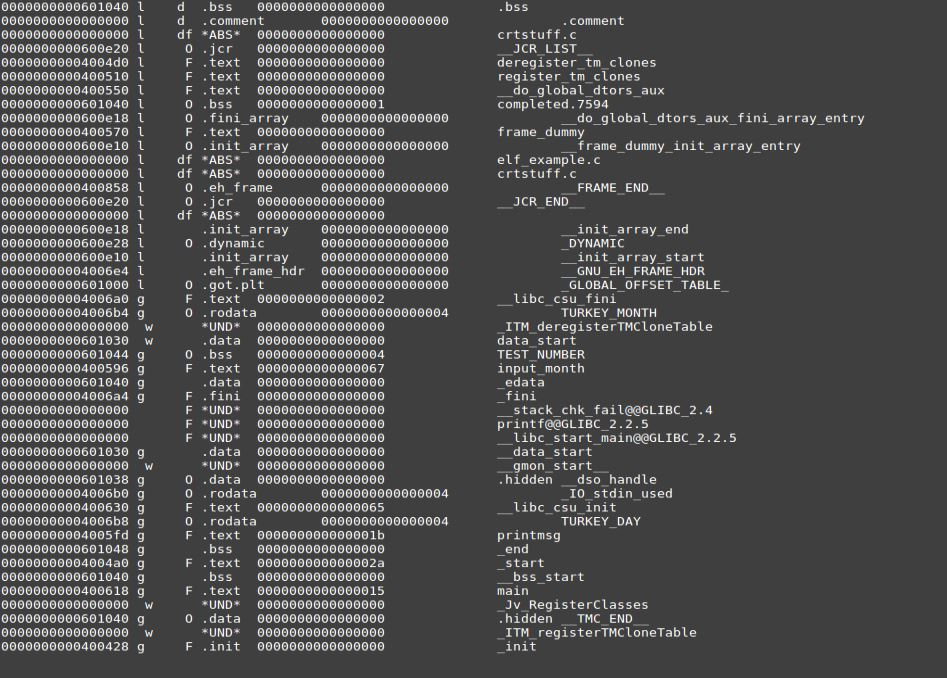 0000000000601040 l    d  .bss	0000000000000000              .bss
0000000000000000 l    d  .comment	0000000000000000              .comment
0000000000000000 l    df *ABS*	0000000000000000              crtstuff.c
0000000000600e20 l     O .jcr	0000000000000000              __JCR_LIST__
00000000004004d0 l     F .text	0000000000000000              deregister_tm_clones
0000000000400510 l     F .text	0000000000000000              register_tm_clones
0000000000400550 l     F .text	0000000000000000              __do_global_dtors_aux
0000000000601040 l     O .bss	0000000000000001              completed.7594
0000000000600e18 l     O .fini_array	0000000000000000              __do_global_dtors_aux_fini_array_entry
0000000000400570 l     F .text	0000000000000000              frame_dummy
0000000000600e10 l     O .init_array	0000000000000000              __frame_dummy_init_array_entry
0000000000000000 l    df *ABS*	0000000000000000              elf_example.c
0000000000000000 l    df *ABS*	0000000000000000              crtstuff.c
0000000000400858 l     O .eh_frame	0000000000000000              __FRAME_END__
0000000000600e20 l     O .jcr	0000000000000000              __JCR_END__
0000000000000000 l    df *ABS*	0000000000000000
0000000000600e18 l       .init_array	0000000000000000              __init_array_end
0000000000600e28 l     O .dynamic	0000000000000000              _DYNAMIC
0000000000600e10 l       .init_array	0000000000000000              __init_array_start
00000000004006e4 l       .eh_frame_hdr	0000000000000000              __GNU_EH_FRAME_HDR
0000000000601000 l     O .got.plt	0000000000000000              _GLOBAL_OFFSET_TABLE_
00000000004006a0 g     F .text	0000000000000002              __libc_csu_fini
00000000004006b4 g     O .rodata	0000000000000004              TURKEY_MONTH
0000000000000000  w      *UND*	0000000000000000              _ITM_deregisterTMCloneTable
0000000000601030  w      .data	0000000000000000              data_start
0000000000601044 g     O .bss	0000000000000004              TEST_NUMBER
0000000000400596 g     F .text	0000000000000067              input_month
0000000000601040 g       .data	0000000000000000              _edata
00000000004006a4 g     F .fini	0000000000000000              _fini
0000000000000000       F *UND*	0000000000000000              __stack_chk_fail@@GLIBC_2.4
0000000000000000       F *UND*	0000000000000000              printf@@GLIBC_2.2.5
0000000000000000       F *UND*	0000000000000000              __libc_start_main@@GLIBC_2.2.5
0000000000601030 g       .data	0000000000000000              __data_start
0000000000000000  w      *UND*	0000000000000000              __gmon_start__
0000000000601038 g     O .data	0000000000000000              .hidden __dso_handle
00000000004006b0 g     O .rodata	0000000000000004              _IO_stdin_used
0000000000400630 g     F .text	0000000000000065              __libc_csu_init
00000000004006b8 g     O .rodata	0000000000000004              TURKEY_DAY
00000000004005fd g     F .text	000000000000001b              printmsg
0000000000601048 g       .bss	0000000000000000              _end
00000000004004a0 g     F .text	000000000000002a              _start
0000000000601040 g       .bss	0000000000000000              __bss_start
0000000000400618 g     F .text	0000000000000015              main
0000000000000000  w      *UND*	0000000000000000              _Jv_RegisterClasses
0000000000601040 g     O .data	0000000000000000              .hidden __TMC_END__
0000000000000000  w      *UND*	0000000000000000              _ITM_registerTMCloneTable
0000000000400428 g     F .init	0000000000000000              _init